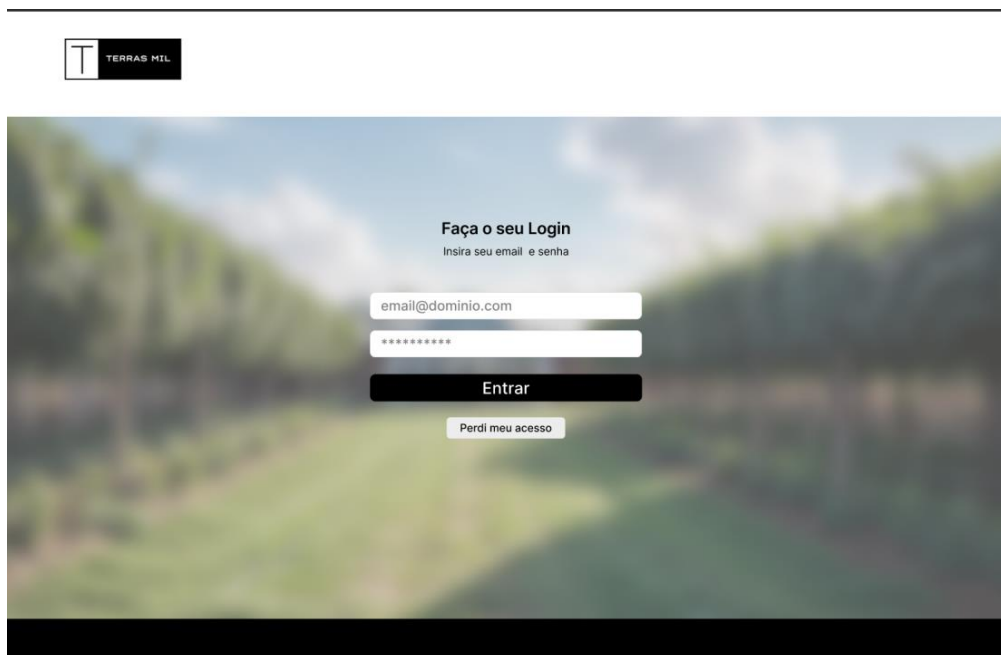 T
TERRAS MIL
Faça o seu Login
Insira seu email e senha
email@dominio.com
**********
Entrar
Perdi meu acesso